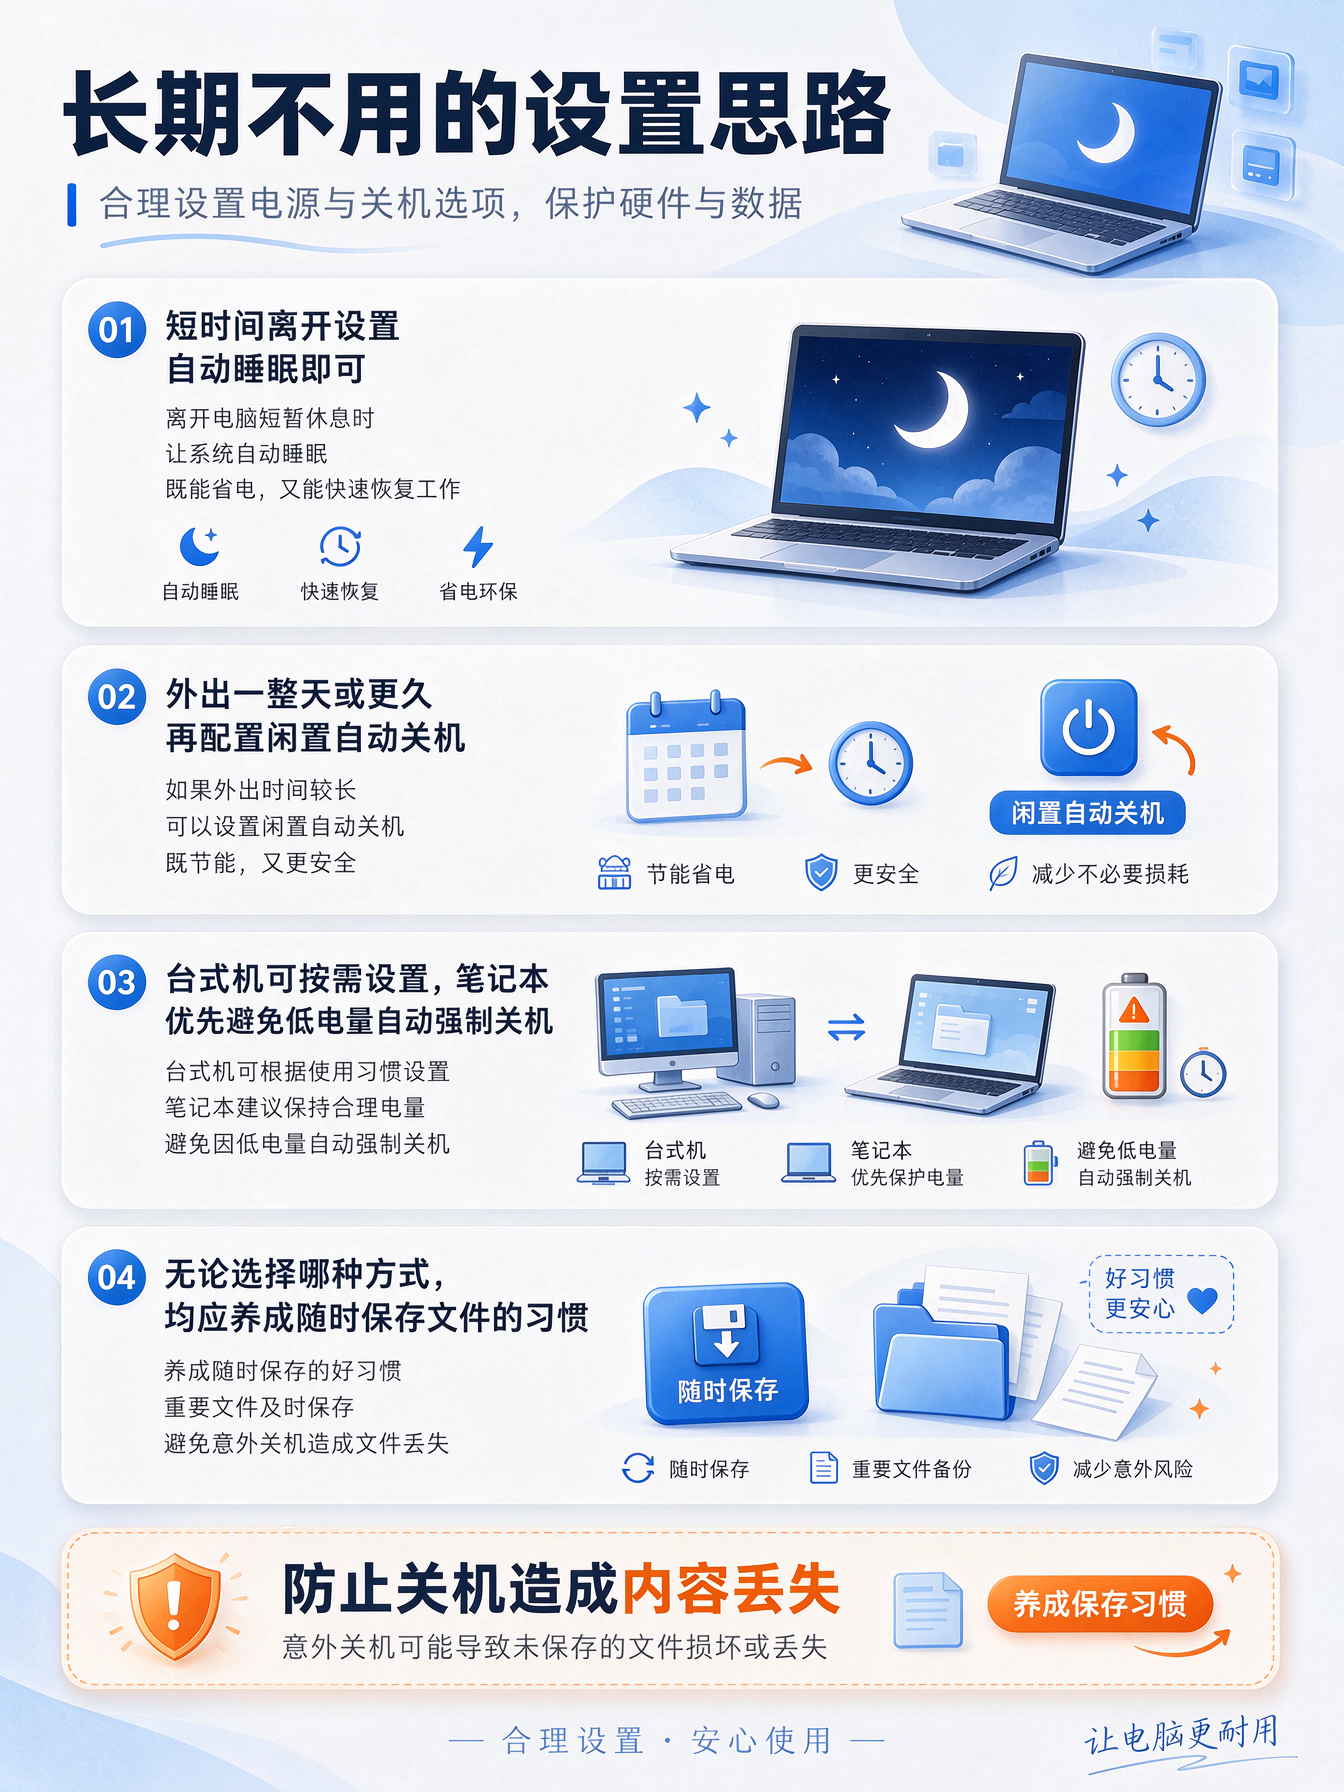 长期不用的设置思路
合理设置电源与关机选项，保护硬件与数据
01
短时间离开设置
自动睡眠即可
离开电脑短暂休息时
让系统自动睡眠
既能省电，又能快速恢复工作
自动睡眠
快速恢复
省电环保
02
外出一整天或更久
再配置闲置自动关机
如果外出时间较长
可以设置闲置自动关机
既节能，又更安全
闲置自动关机
节能省电
更安全
减少不必要损耗
03
台式机可按需设置，笔记本
优先避免低电量自动强制关机
台式机可根据使用习惯设置
笔记本建议保持合理电量
避免因低电量自动强制关机
台式机
按需设置
笔记本
优先保护电量
避免低电量
自动强制关机
04
无论选择哪种方式，
均应养成随时保存文件的习惯
养成随时保存的好习惯
重要文件及时保存
避免意外关机造成文件丢失
随时保存
好习惯
更安心
随时保存
重要文件备份
减少意外风险
防止关机造成内容丢失
意外关机可能导致未保存的文件损坏或丢失
养成保存习惯
— 合理设置·安心使用 —
让电脑更耐用